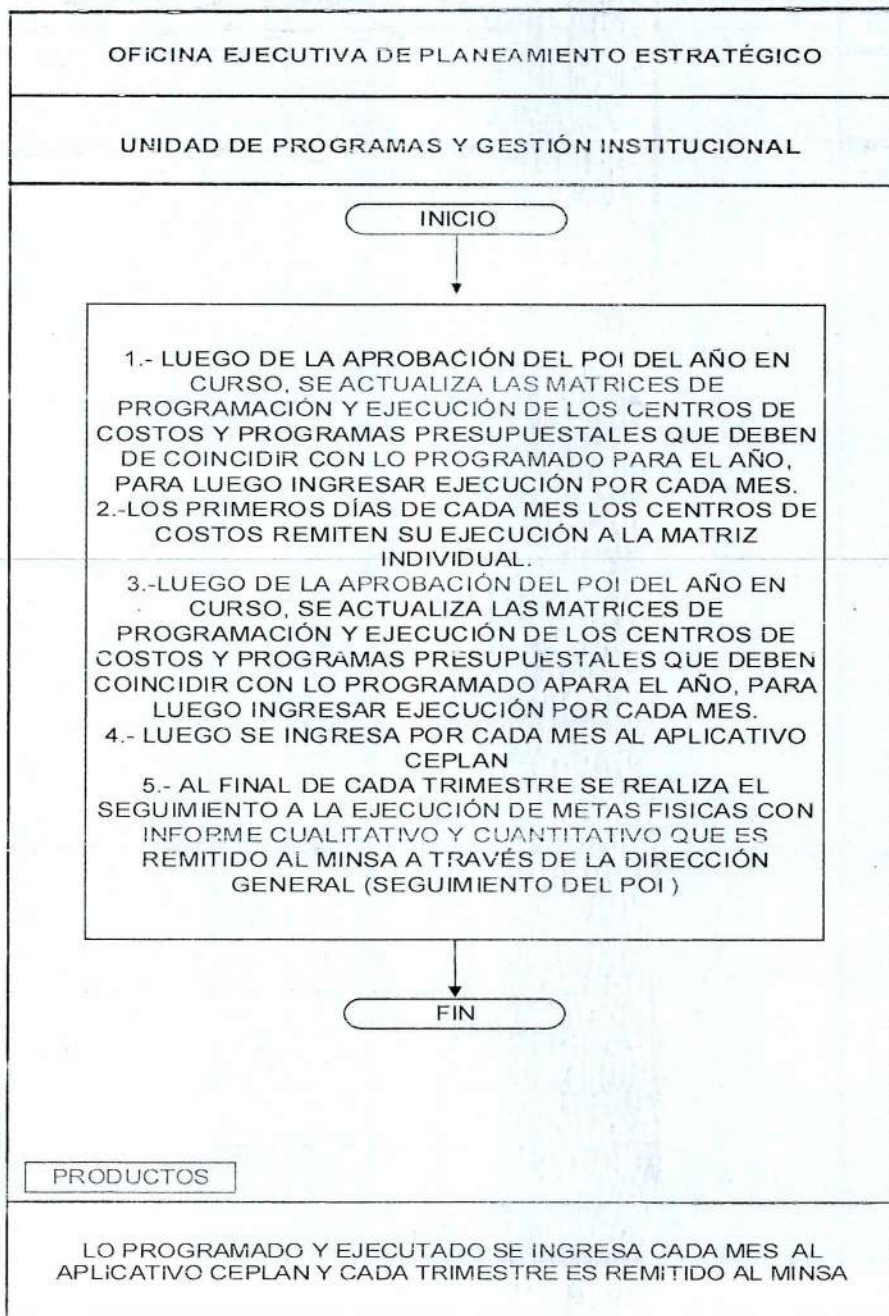 OFICINA EJECUTIVA DE PLANEAMIENTO ESTRATÉGICO
UNIDAD DE PROGRAMAS Y GESTIÓN INSTITUCIONAL
INICIO
1.- LUEGO DE LA APROBACIÓN DEL POI DEL AÑO EN
CURSO, SE ACTUALIZA LAS MATRICES DE
PROGRAMACIÓN Y EJECUCIÓN DE LOS CENTROS DE
COSTOS Y PROGRAMAS PRESUPUESTALES QUE DEBEN
DE COINCIDIR CON LO PROGRAMADO PARA EL AÑO,
PARA LUEGO INGRESAR EJECUCIÓN POR CADA MES.
2.-LOS PRIMEROS DÍAS DE CADA MES LOS CENTROS DE
COSTOS REMITEN SU EJECUCIÓN A LA MATRIZ
INDIVIDUAL.
3.-LUEGO DE LA APROBACIÓN DEL POI DEL AÑO EN
CURSO, SE ACTUALIZA LAS MATRICES DE
PROGRAMACIÓN Y EJECUCIÓN DE LOS CENTROS DE
COSTOS Y PROGRAMAS PRESUPUESTALES QUE DEBEN
COINCIDIR CON LO PROGRAMADO APARA EL AÑO, PARA
LUEGO INGRESAR EJECUCIÓN POR CADA MES.
4.- LUEGO SE INGRESA POR CADA MES AL APLICATIVO
CEPLAN
5.- AL FINAL DE CADA TRIMESTRE SE REALIZA EL
SEGUIMIENTO A LA EJECUCIÓN DE METAS FISICAS CON
INFORME CUALITATIVO Y CUANTITATIVO QUE ES
REMITIDO AL MINSA A TRAVÉS DE LA DIRECCIÓN
GENERAL (SEGUIMIENTO DEL POI )
FIN
PRODUCTOS
LO PROGRAMADO Y EJECUTADO SE INGRESA CADA MES AL
APLICATIVO CEPLAN Y CADA TRIMESTRE ES REMITIDO AL MINSA